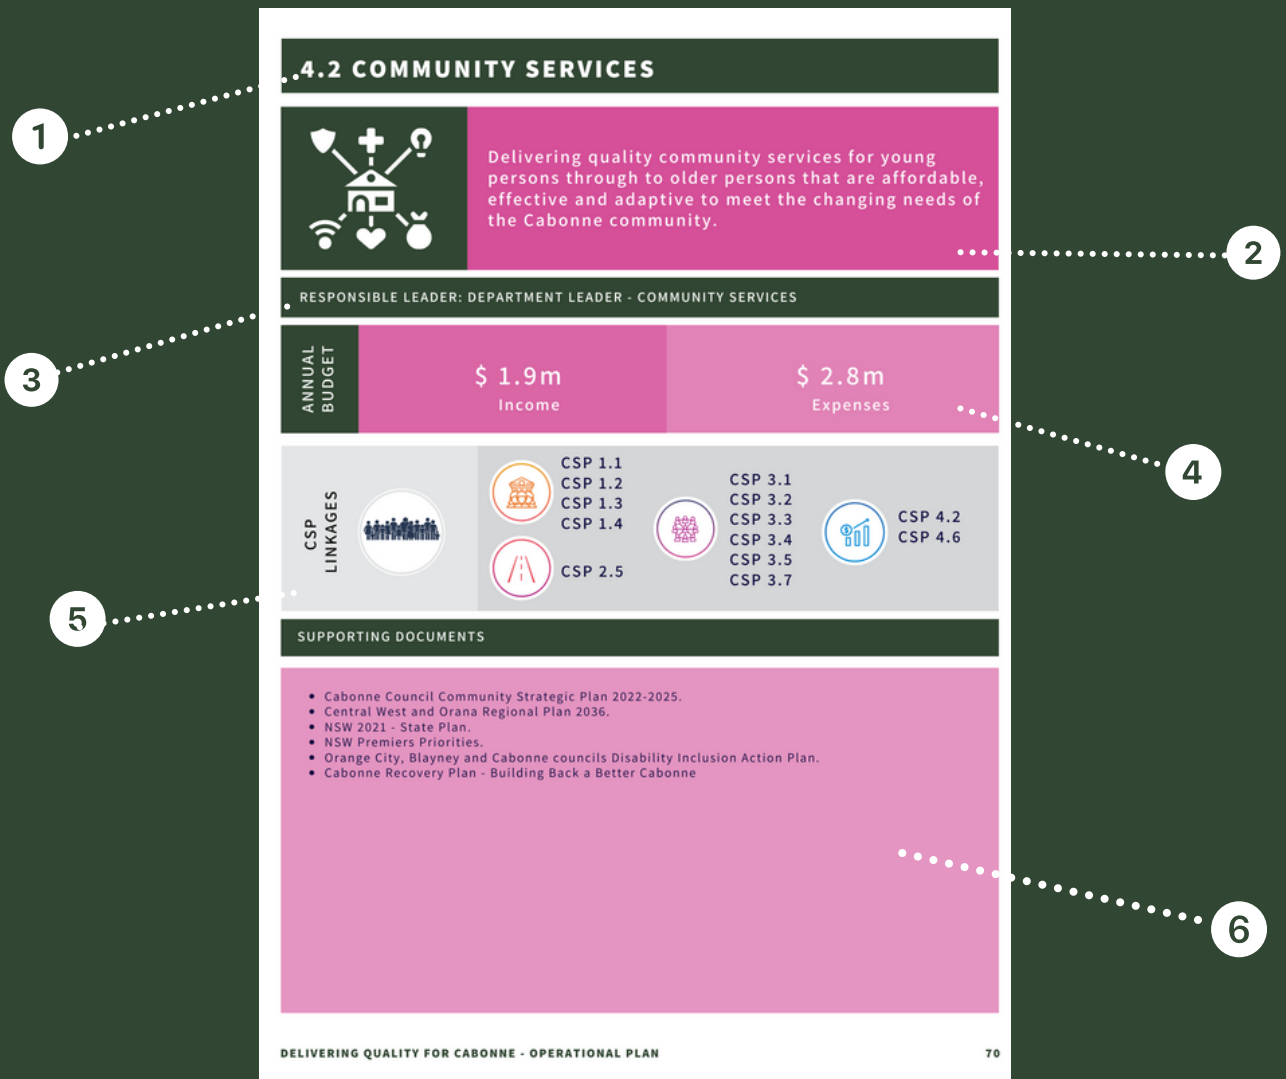 1
4.2 COMMUNITY SERVICES
Delivering quality community services for young
persons through to older persons that are affordable,
effective and adaptive to meet the changing needs of
the Cabonne community.
2
RESPONSIBLE LEADER: DEPARTMENT LEADER - COMMUNITY SERVICES
3
ANNUAL
BUDGET
$ 1.9m
Income
$ 2.8m
Expenses
4
CSP
LINKAGES
CSP 1.1
CSP 1.2
CSP 1.3
CSP 1.4
CSP 2.5
CSP 3.1
CSP 3.2
CSP 3.3
CSP 3.4
CSP 3.5
CSP 3.7
CSP 4.2
CSP 4.6
5
SUPPORTING DOCUMENTS
Cabonne Council Community Strategic Plan 2022-2025.
Central West and Orana Regional Plan 2036.
NSW 2021 - State Plan.
NSW Premiers Priorities.
Orange City, Blayney and Cabonne councils Disability Inclusion Action Plan.
Cabonne Recovery Plan - Building Back a Better Cabonne
6
DELIVERING QUALITY FOR CABONNE - OPERATIONAL PLAN
70